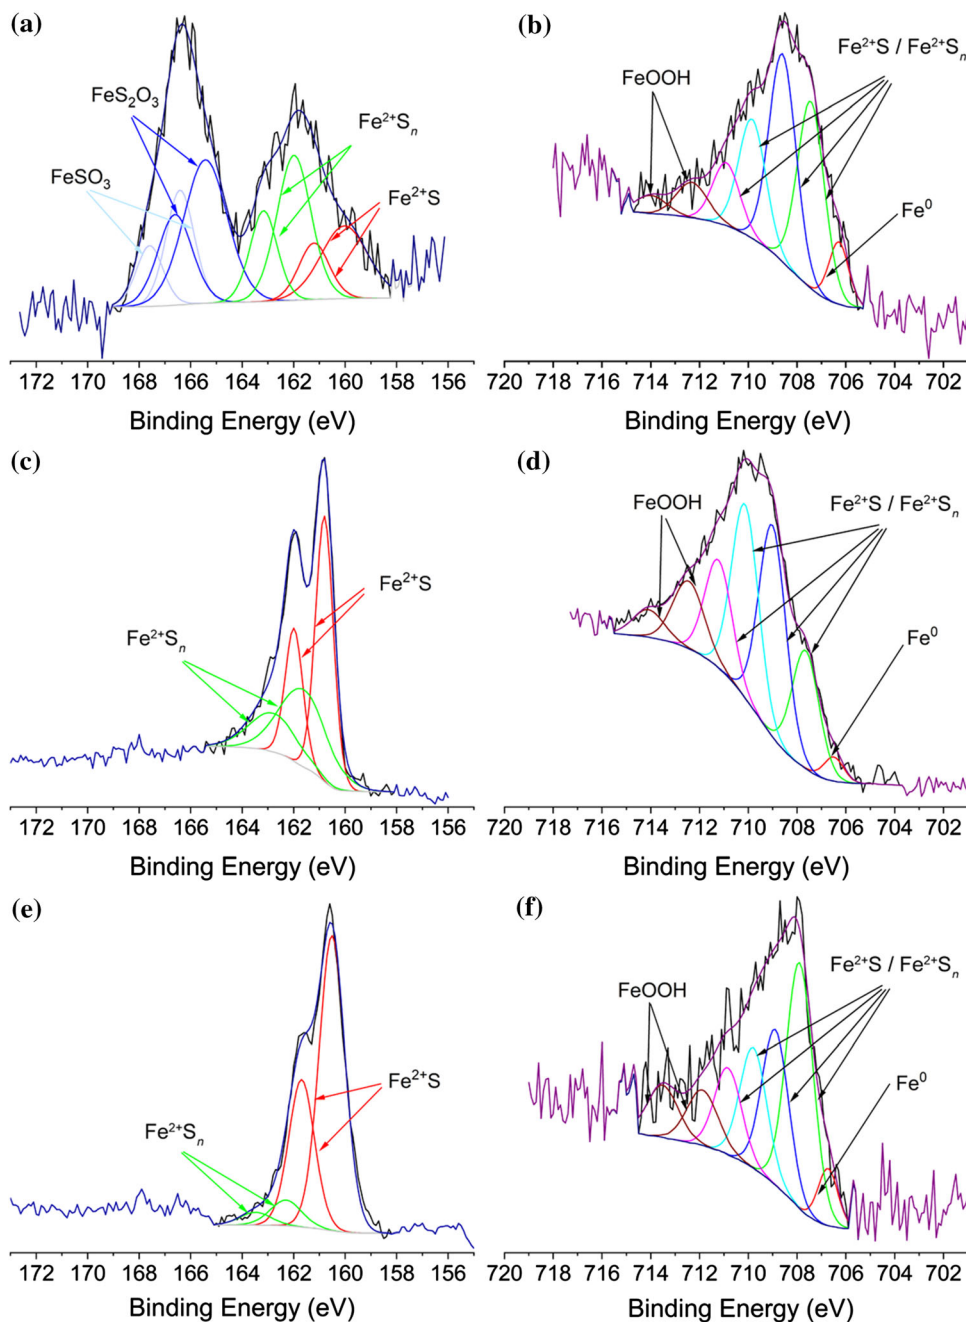 (a)
FeS₂O₃
FeSO₃
Fe²⁺Sₙ
Fe²⁺S
172 170 168 166 164 162 160 158 156
Binding Energy (eV)
(b)
FeOOH
Fe²⁺S / Fe²⁺Sₙ
Fe⁰
720 718 716 714 712 710 708 706 704 702
Binding Energy (eV)
(c)
Fe²⁺S
Fe²⁺Sₙ
172 170 168 166 164 162 160 158 156
Binding Energy (eV)
(d)
FeOOH
Fe²⁺S / Fe²⁺Sₙ
Fe⁰
720 718 716 714 712 710 708 706 704 702
Binding Energy (eV)
(e)
Fe²⁺S
Fe²⁺Sₙ
172 170 168 166 164 162 160 158 156
Binding Energy (eV)
(f)
Fe²⁺S / Fe²⁺Sₙ
FeOOH
Fe⁰
720 718 716 714 712 710 708 706 704 702
Binding Energy (eV)